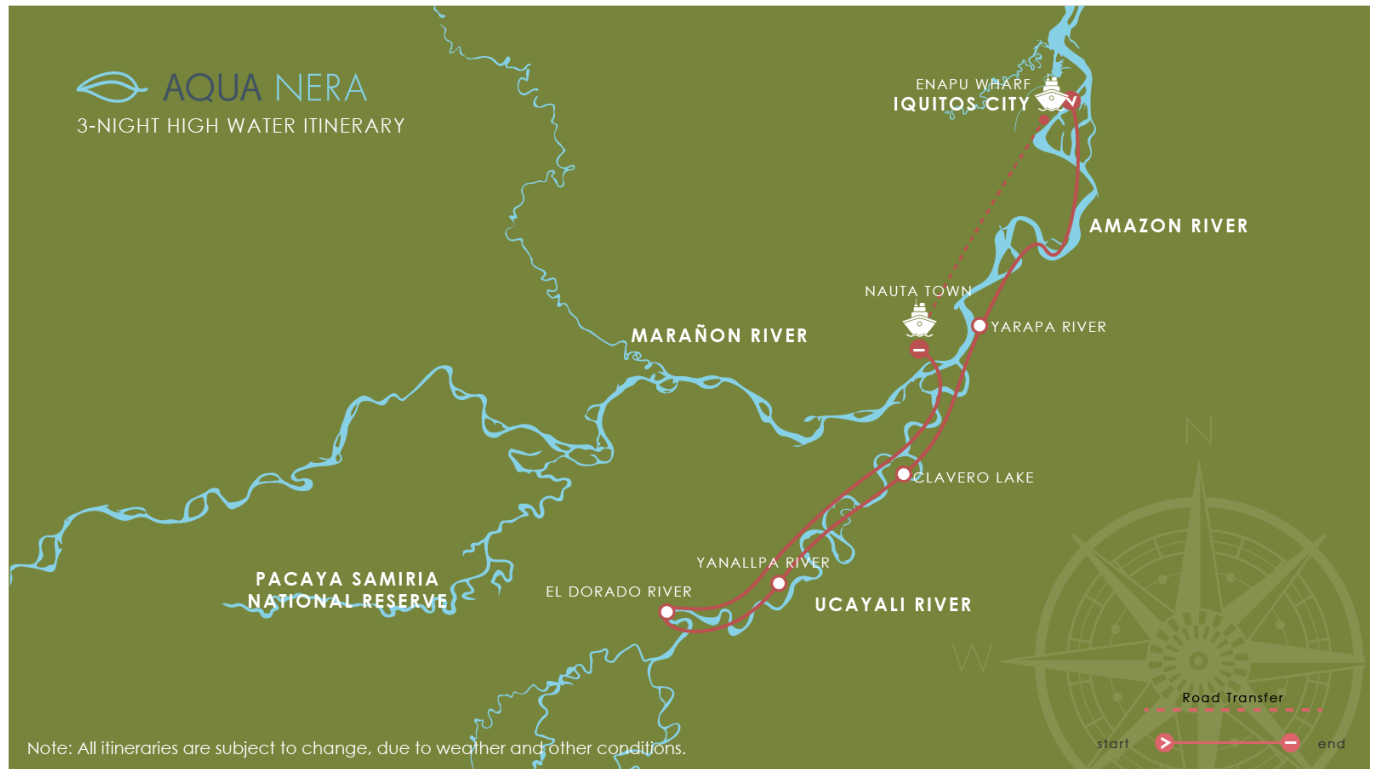 AQUA NERA
3-NIGHT HIGH WATER ITINERARY
ENAPU WHARF
IQUITOS CITY
AMAZON RIVER
NAUTA TOWN
YARAPA RIVER
MARAÑON RIVER
N
CLAVERO LAKE
YANALLPA RIVER
PACAYA SAMIRIA
NATIONAL RESERVE
EL DORADO RIVER
UCAYALI RIVER
W
Road Transfer
start
end
Note: All itineraries are subject to change, due to weather and other conditions.